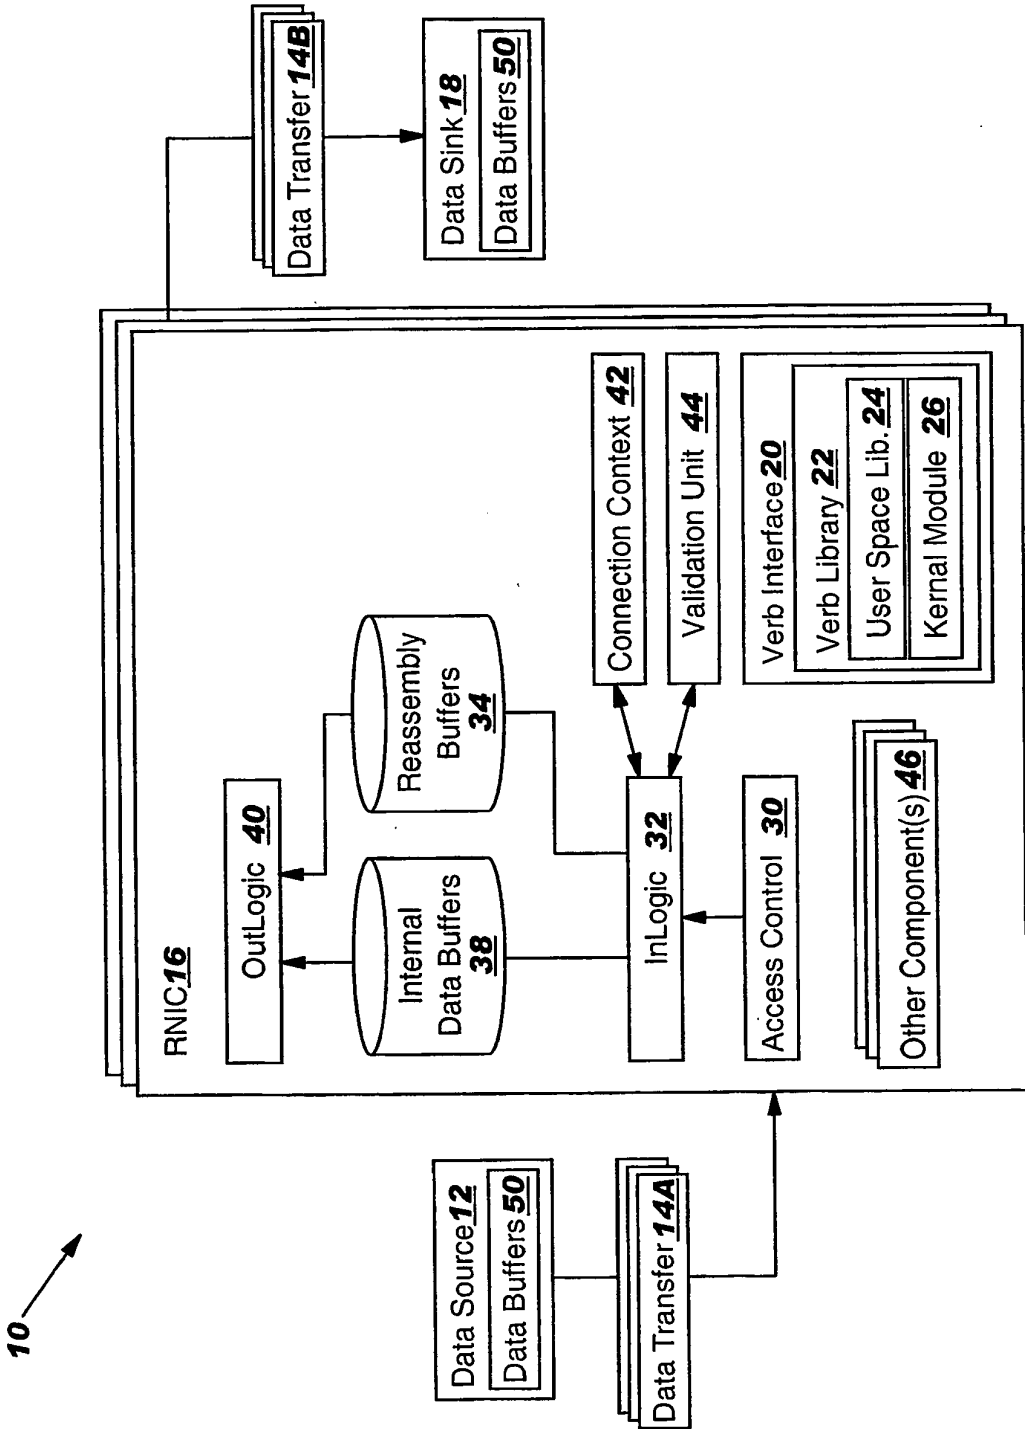 10
Data Source 12
Data Buffers 50
Data Transfer 14A
RNIC 16
OutLogic 40
Internal
Data Buffers
38
Reassembly
Buffers
34
InLogic 32
Access Control 30
Connection Context 42
Validation Unit 44
Other Component(s) 46
Verb Interface 20
Verb Library 22
User Space Lib. 24
Kernal Module 26
Data Transfer 14B
Data Sink 18
Data Buffers 50